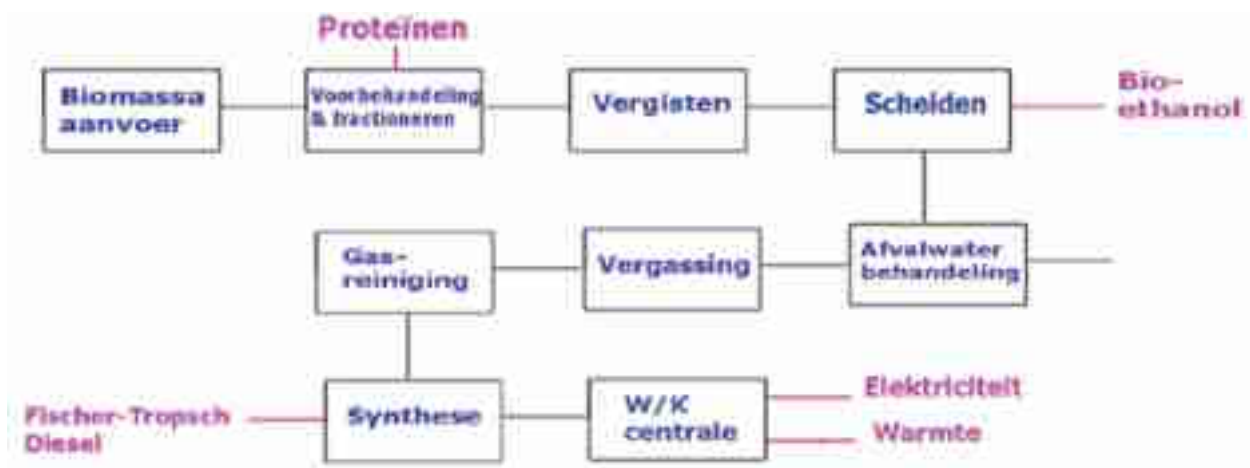 Proteïnen
Biomassa
aanvoer
Voorbehandeling
& fractioneren
Vergisten
Scheiden
Bio-
ethanol
Gas-
reiniging
Vergassing
Afvalwater
behandeling
Fischer-Tropsch
Diesel
Synthese
W/K
centrale
Elektriciteit
Warmte